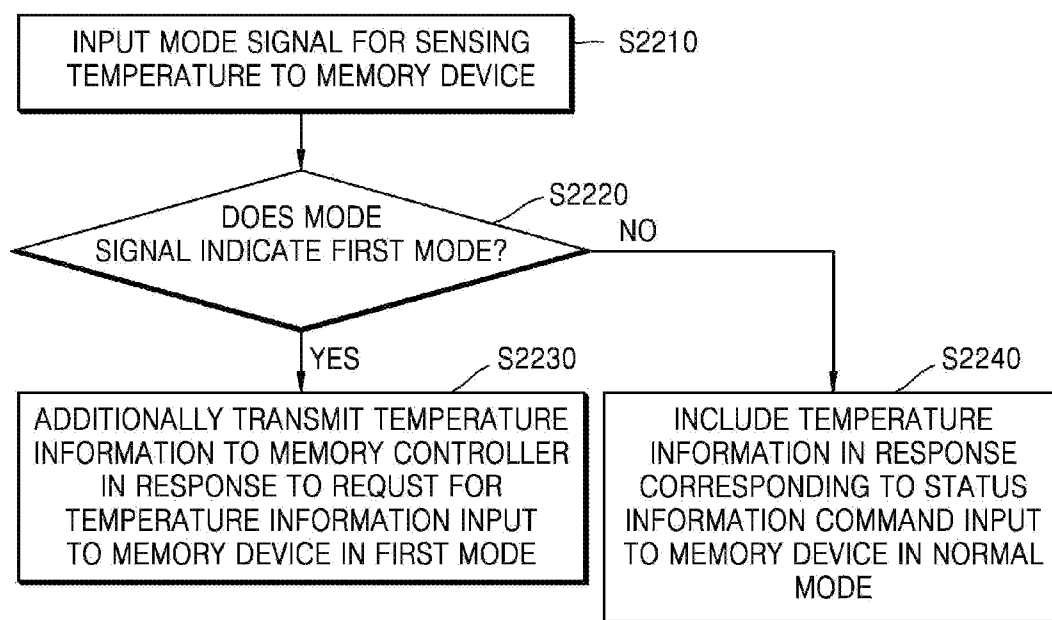 INPUT MODE SIGNAL FOR SENSING
TEMPERATURE TO MEMORY DEVICE
S2210
S2220
DOES MODE
SIGNAL INDICATE FIRST MODE?
NO
YES
S2230
S2240
ADDITIONALLY TRANSMIT TEMPERATURE
INFORMATION TO MEMORY CONTROLLER
IN RESPONSE TO REQUST FOR
TEMPERATURE INFORMATION INPUT
TO MEMORY DEVICE IN FIRST MODE
INCLUDE TEMPERATURE
INFORMATION IN RESPONSE
CORRESPONDING TO STATUS
INFORMATION COMMAND INPUT
TO MEMORY DEVICE IN NORMAL
MODE